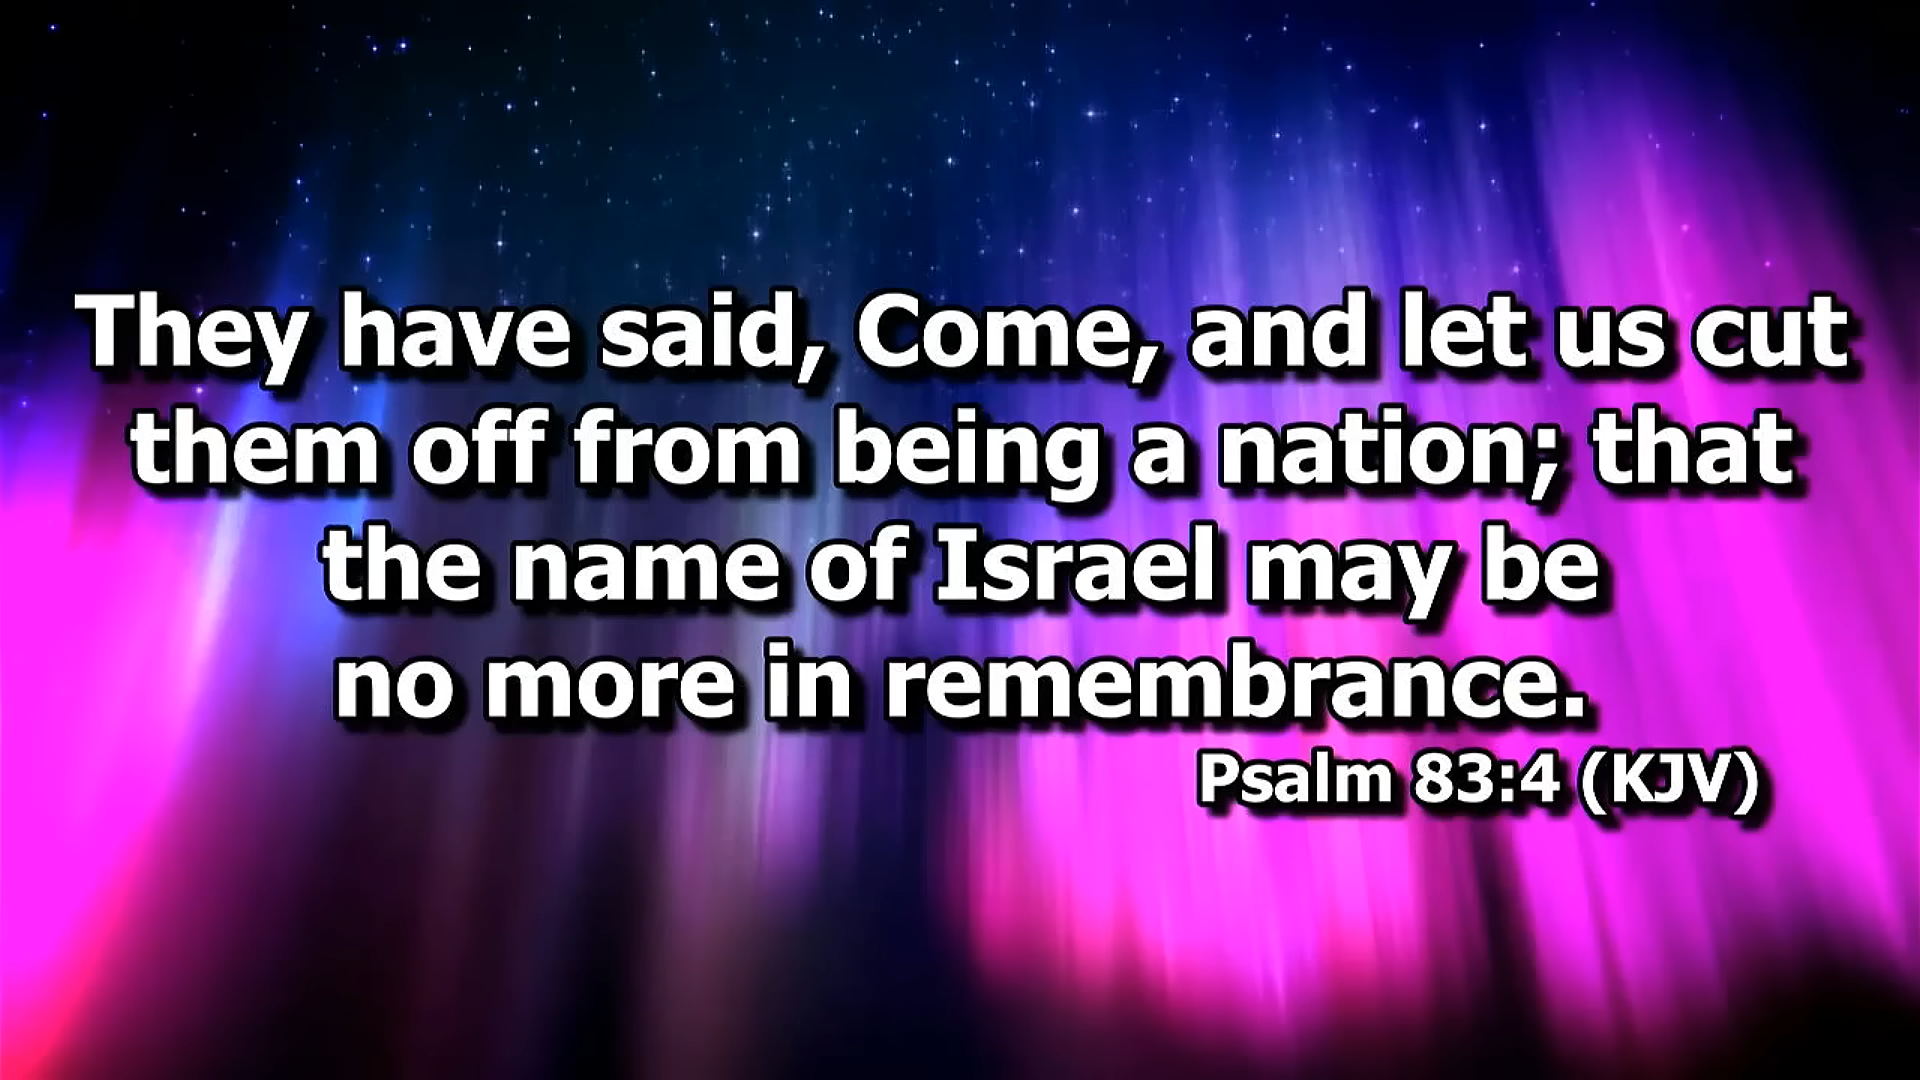 They have said, Come, and let us cut
them off from being a nation; that
the name of Israel may be
no more in remembrance.
Psalm 83:4 (KJV)